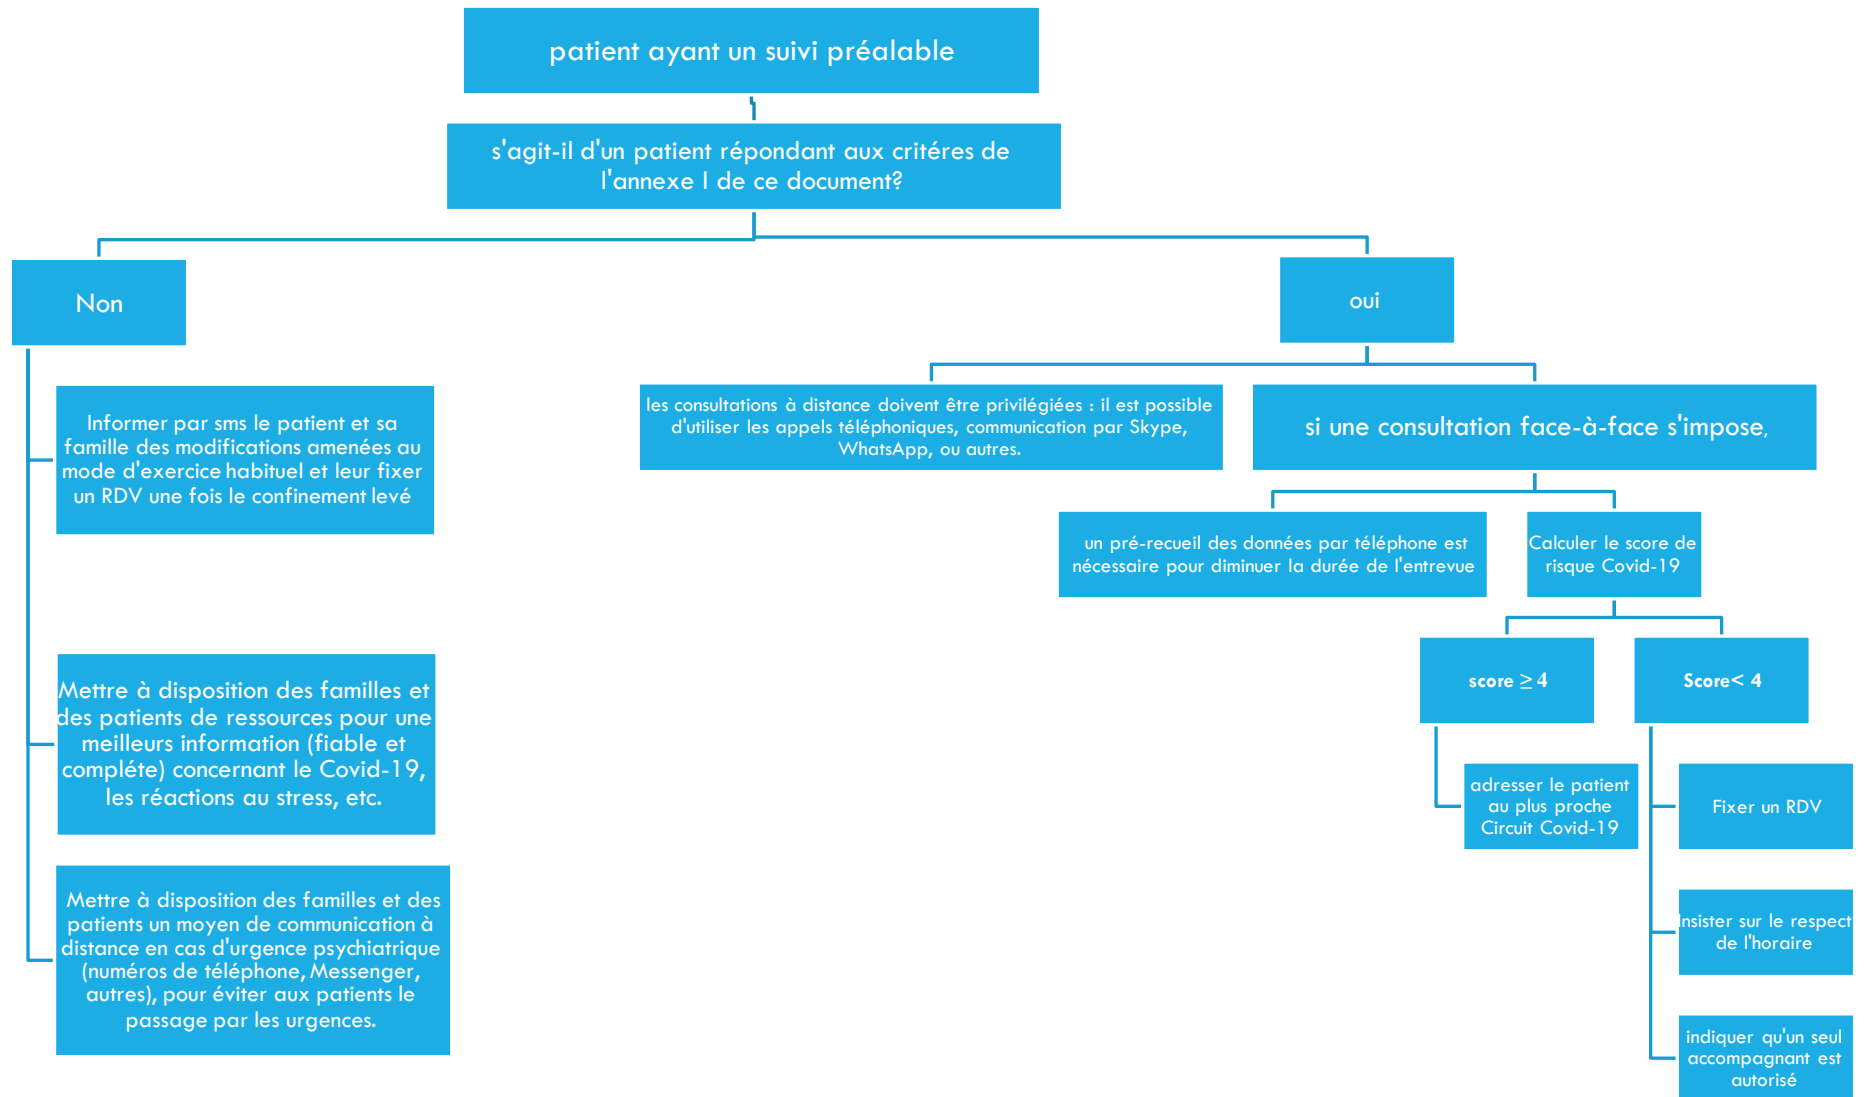 patient ayant un suivi préalable
s'agit-il d'un patient répondant aux critéres de
l'annexe I de ce document?
Non
Informer par sms le patient et sa
famille des modifications amenées au
mode d'exercice habituel et leur fixer
un RDV une fois le confinement levé
Mettre à disposition des familles et
des patients de ressources pour une
meilleurs information (fiable et
compléte) concernant le Covid-19,
les réactions au stress, etc.
Mettre à disposition des familles et des
patients un moyen de communication à
distance en cas d'urgence psychiatrique
(numéros de téléphone, Messenger,
autres), pour éviter aux patients le
passage par les urgences.
oui
les consultations à distance doivent être privilégiées : il est possible
d'utiliser les appels téléphoniques, communication par Skype,
WhatsApp, ou autres.
si une consultation face-à-face s'impose,
un pré-recueil des données par téléphone est
nécessaire pour diminuer la durée de l'entrevue
Calculer le score de
risque Covid-19
score ≥ 4
adresser le patient
au plus proche
Circuit Covid-19
Score< 4
Fixer un RDV
Insister sur le respect
de l'horaire
indiquer qu'un seul
accompagnant est
autorisé